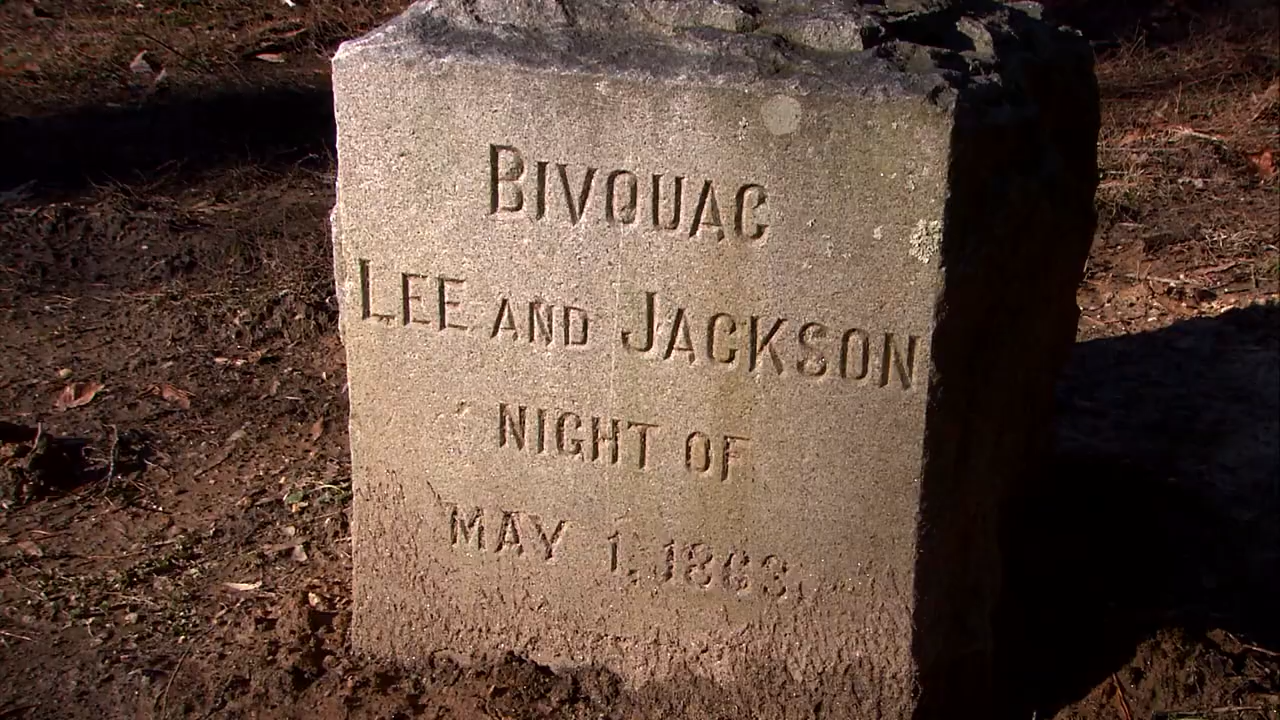 BIVOUAC
LEE AND JACKSON
NIGHT OF
MAY 1, 1863.